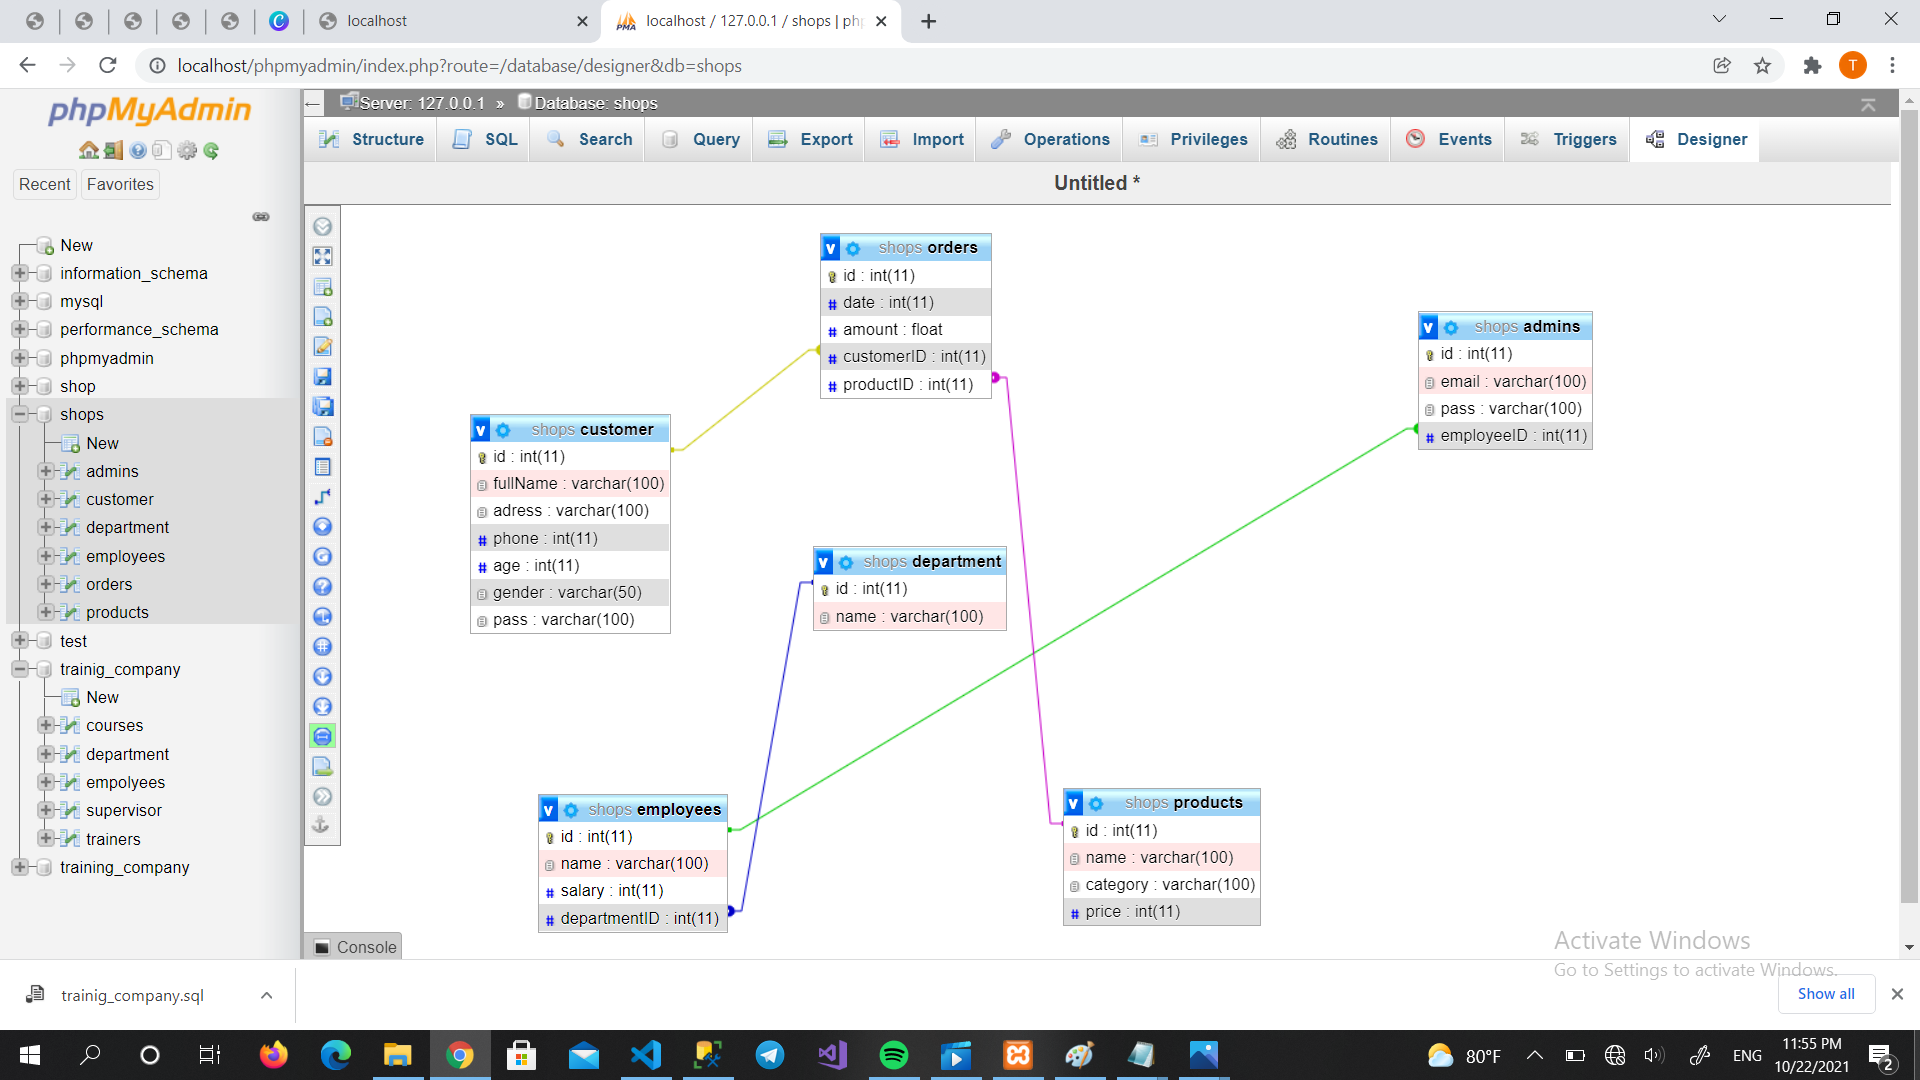 localhost
localhost / 127.0.0.1 / shops | ph
localhost/phpmyadmin/index.php?route=/database/designer&db=shops
T
phpMyAdmin
Recent
Favorites
New
information_schema
mysql
performance_schema
phpmyadmin
shop
shops
New
admins
customer
department
employees
orders
products
test
trainig_company
New
courses
department
empolyees
supervisor
trainers
training_company
Server: 127.0.0.1 » Database: shops
Structure
SQL
Search
Query
Export
Import
Operations
Privileges
Routines
Events
Triggers
Designer
Untitled *
v shops orders
id : int(11)
# date : int(11)
# amount : float
# customerID : int(11)
# productID : int(11)
v shops admins
id : int(11)
email : varchar(100)
pass : varchar(100)
# employeeID : int(11)
v shops customer
id : int(11)
fullName : varchar(100)
adress : varchar(100)
# phone : int(11)
# age : int(11)
gender : varchar(50)
pass : varchar(100)
v shops department
id : int(11)
name : varchar(100)
v shops employees
id : int(11)
name : varchar(100)
# salary : int(11)
# departmentID : int(11)
v shops products
id : int(11)
name : varchar(100)
category : varchar(100)
# price : int(11)
Console
Activate Windows
Go to Settings to activate Windows.
trainig_company.sql
Show all
80°F
ENG
11:55 PM
10/22/2021
2